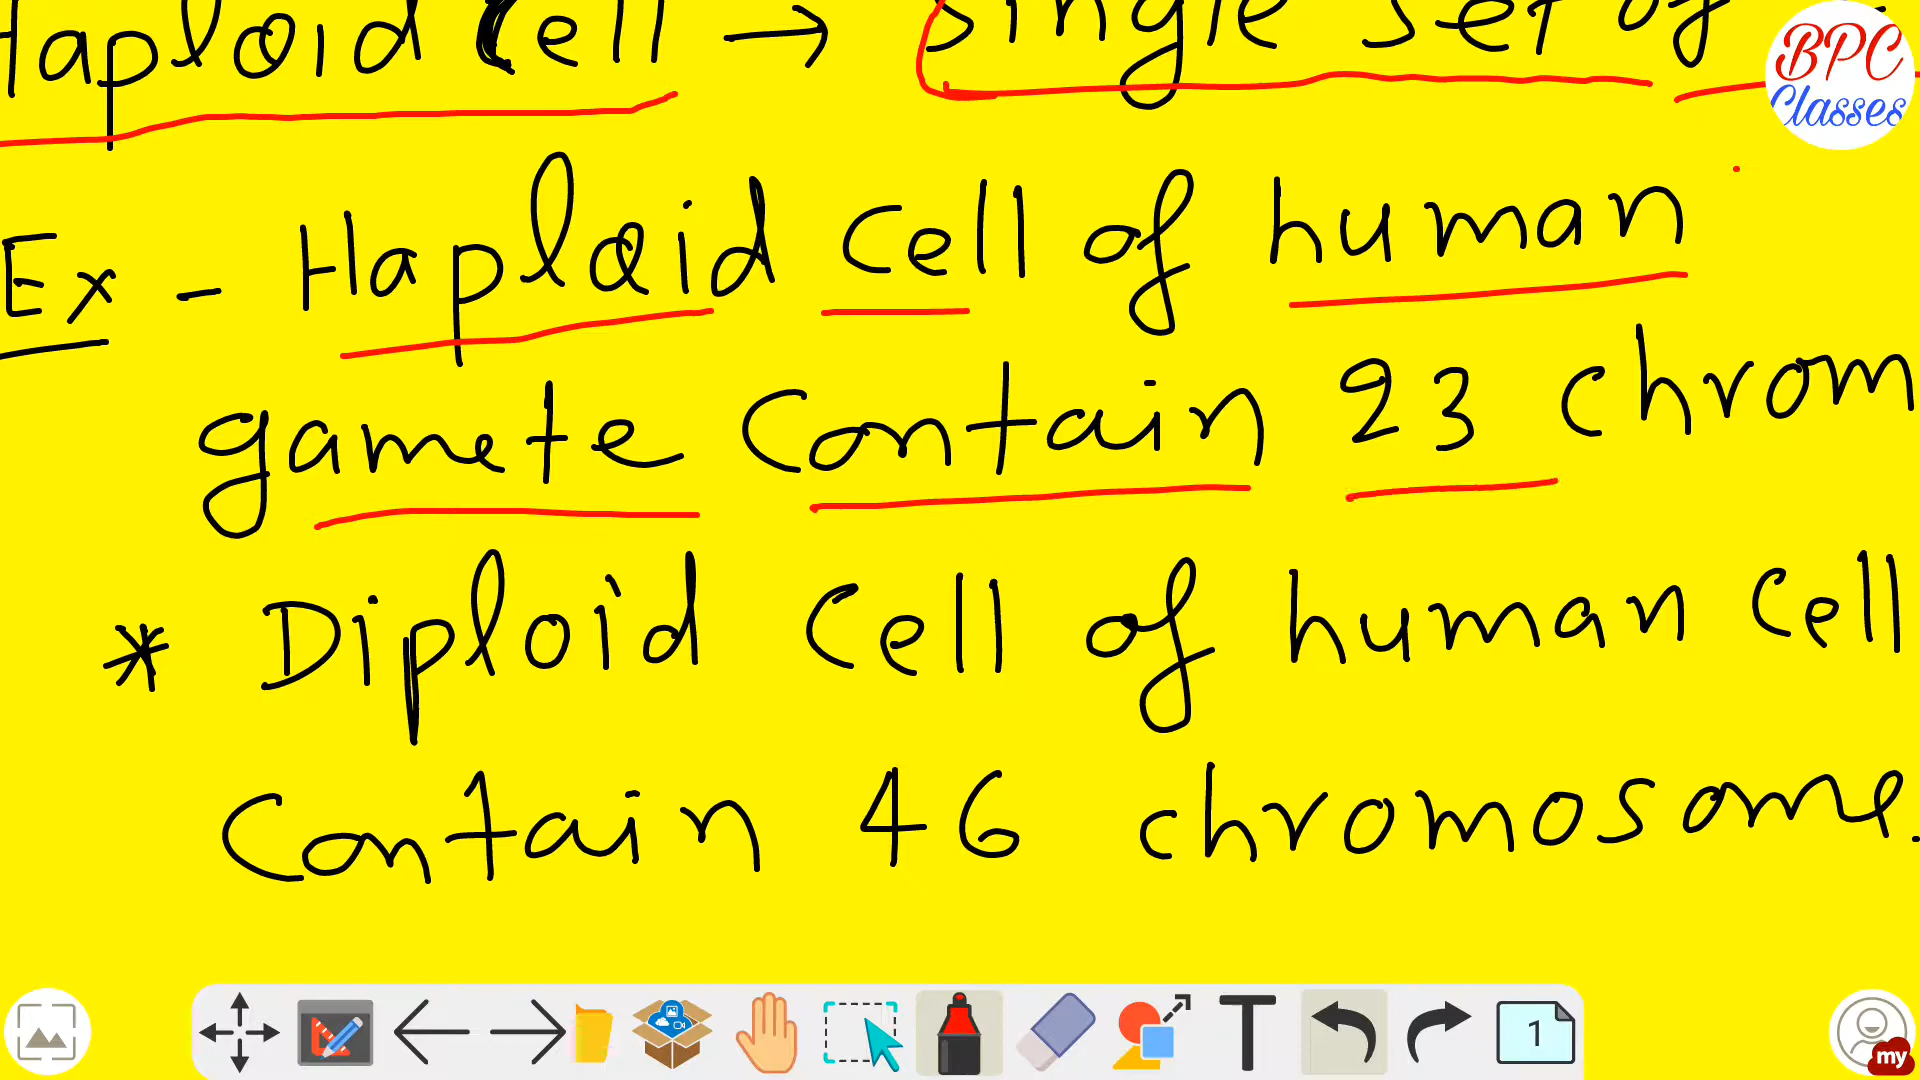 Haploid Cell → Single set of
BPC
Classes
Ex - Haploid Cell of human
gamete Contain 23 chrom
* Diploid Cell of human Cell
Contain 46 chromosome.
T
1
my